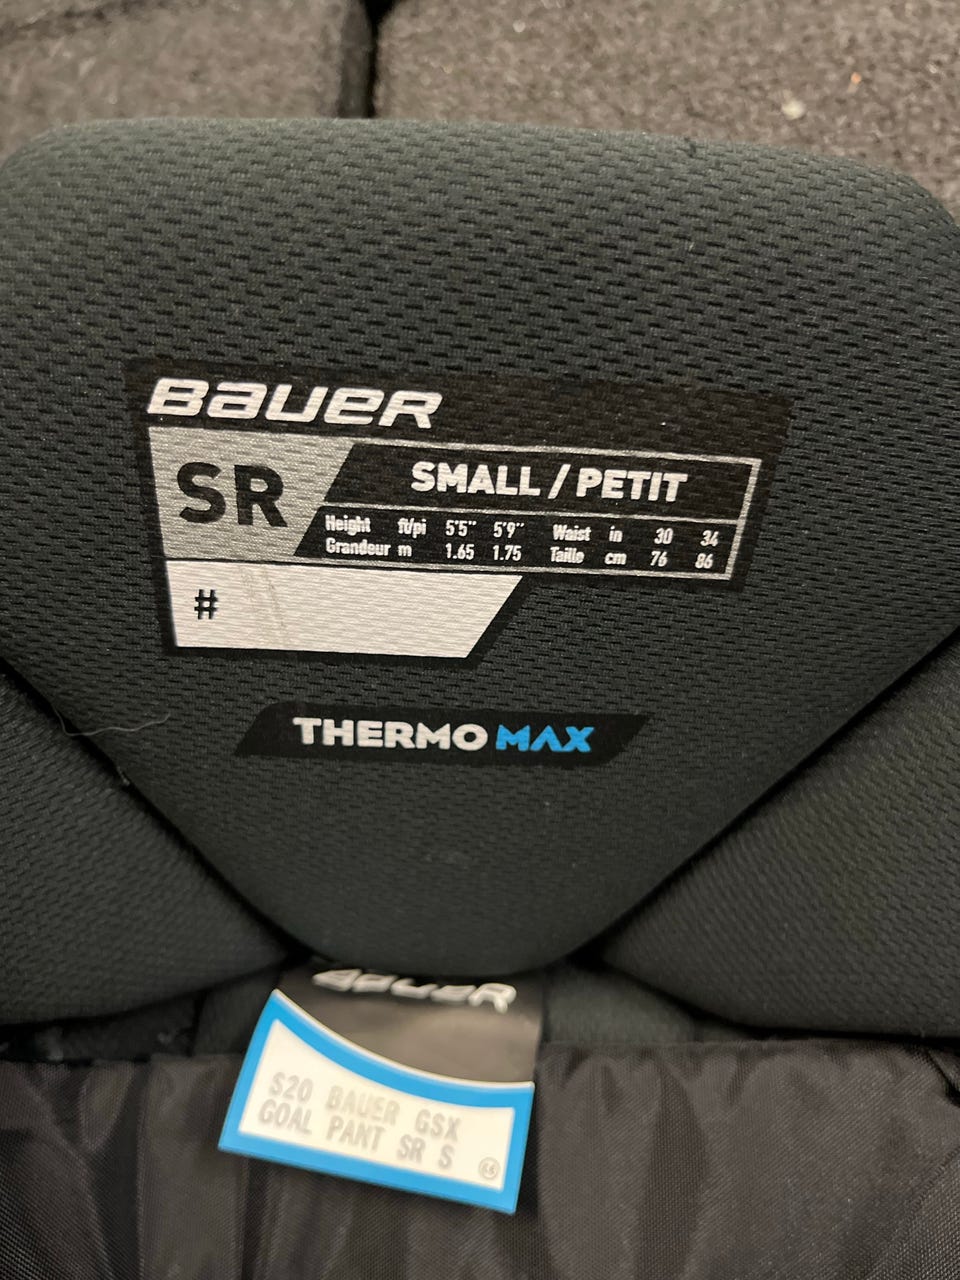 BAUER
SR
SMALL / PETIT
Height ft/pi 5'5" 5'9" Waist in 30 34
Grandeur m 1.65 1.75 Taille cm 76 86
#
THERMO MAX
BAUER
S20 BAUER GSX
GOAL PANT SR S